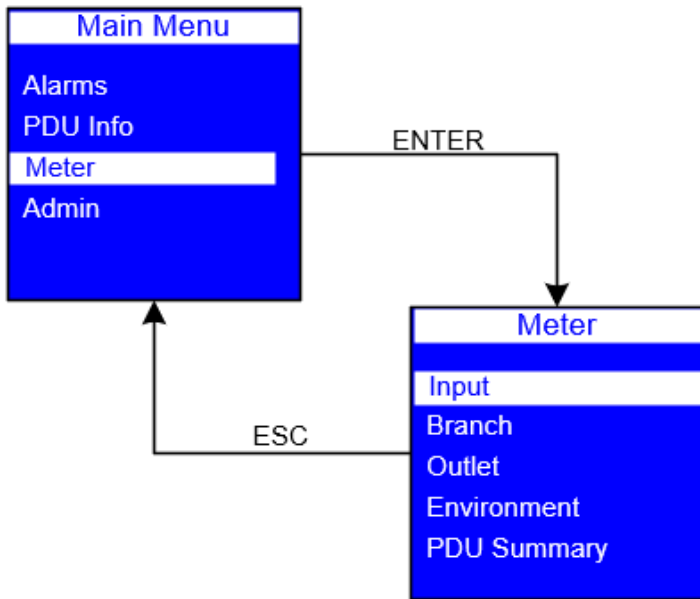 Main Menu
Alarms
PDU Info
Meter
Admin
ENTER
Meter
Input
Branch
Outlet
Environment
PDU Summary
ESC